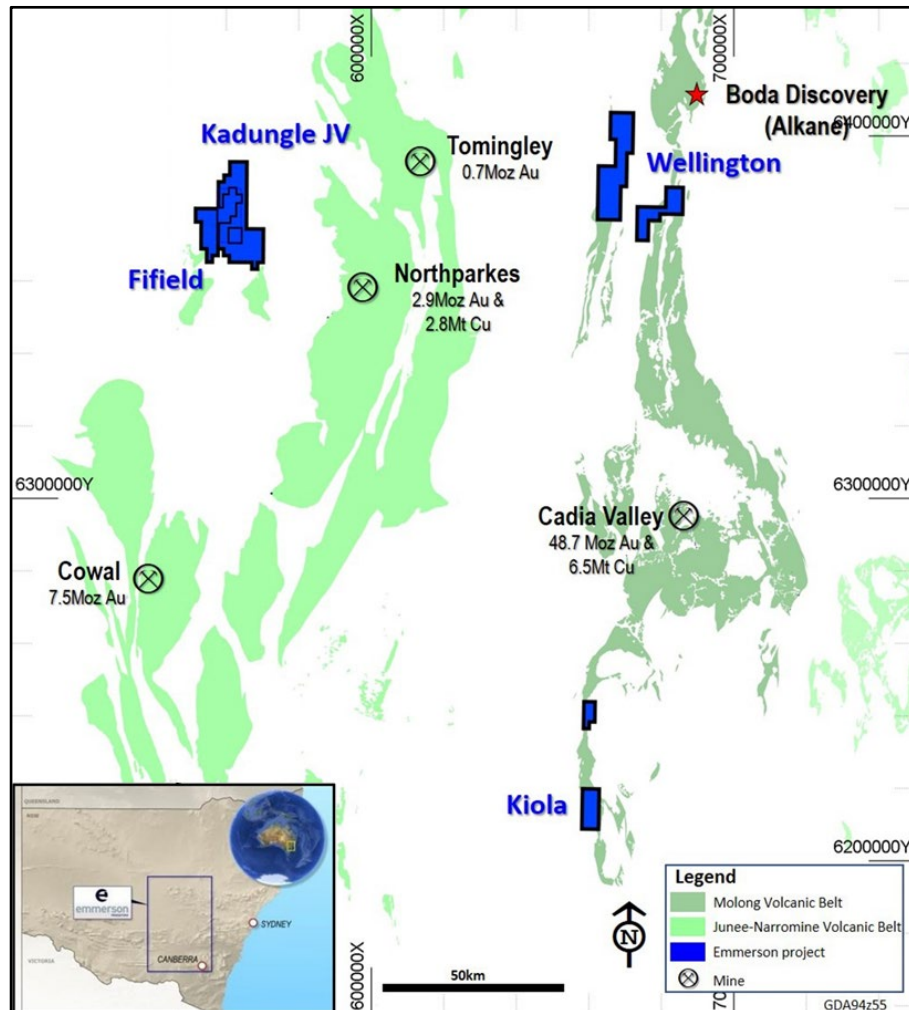 600000X
700000X
Boda Discovery
(Alkane)
6400000Y
Kadungle JV
Tomingley
0.7Moz Au
Wellington
Fifield
Northparkes
2.9Moz Au &
2.8Mt Cu
6300000Y
6300000Y
Cadia Valley
48.7 Moz Au &
6.5Mt Cu
Cowal
7.5Moz Au
Kiola
6200000Y
QUEENSLAND
NSW
e
emmerson
SYDNEY
CANBERRA
VICTORIA
Legend
Molong Volcanic Belt
Junee-Narromine Volcanic Belt
Emmerson project
Mine
N
600000X
50km
700000X
GDA94z55